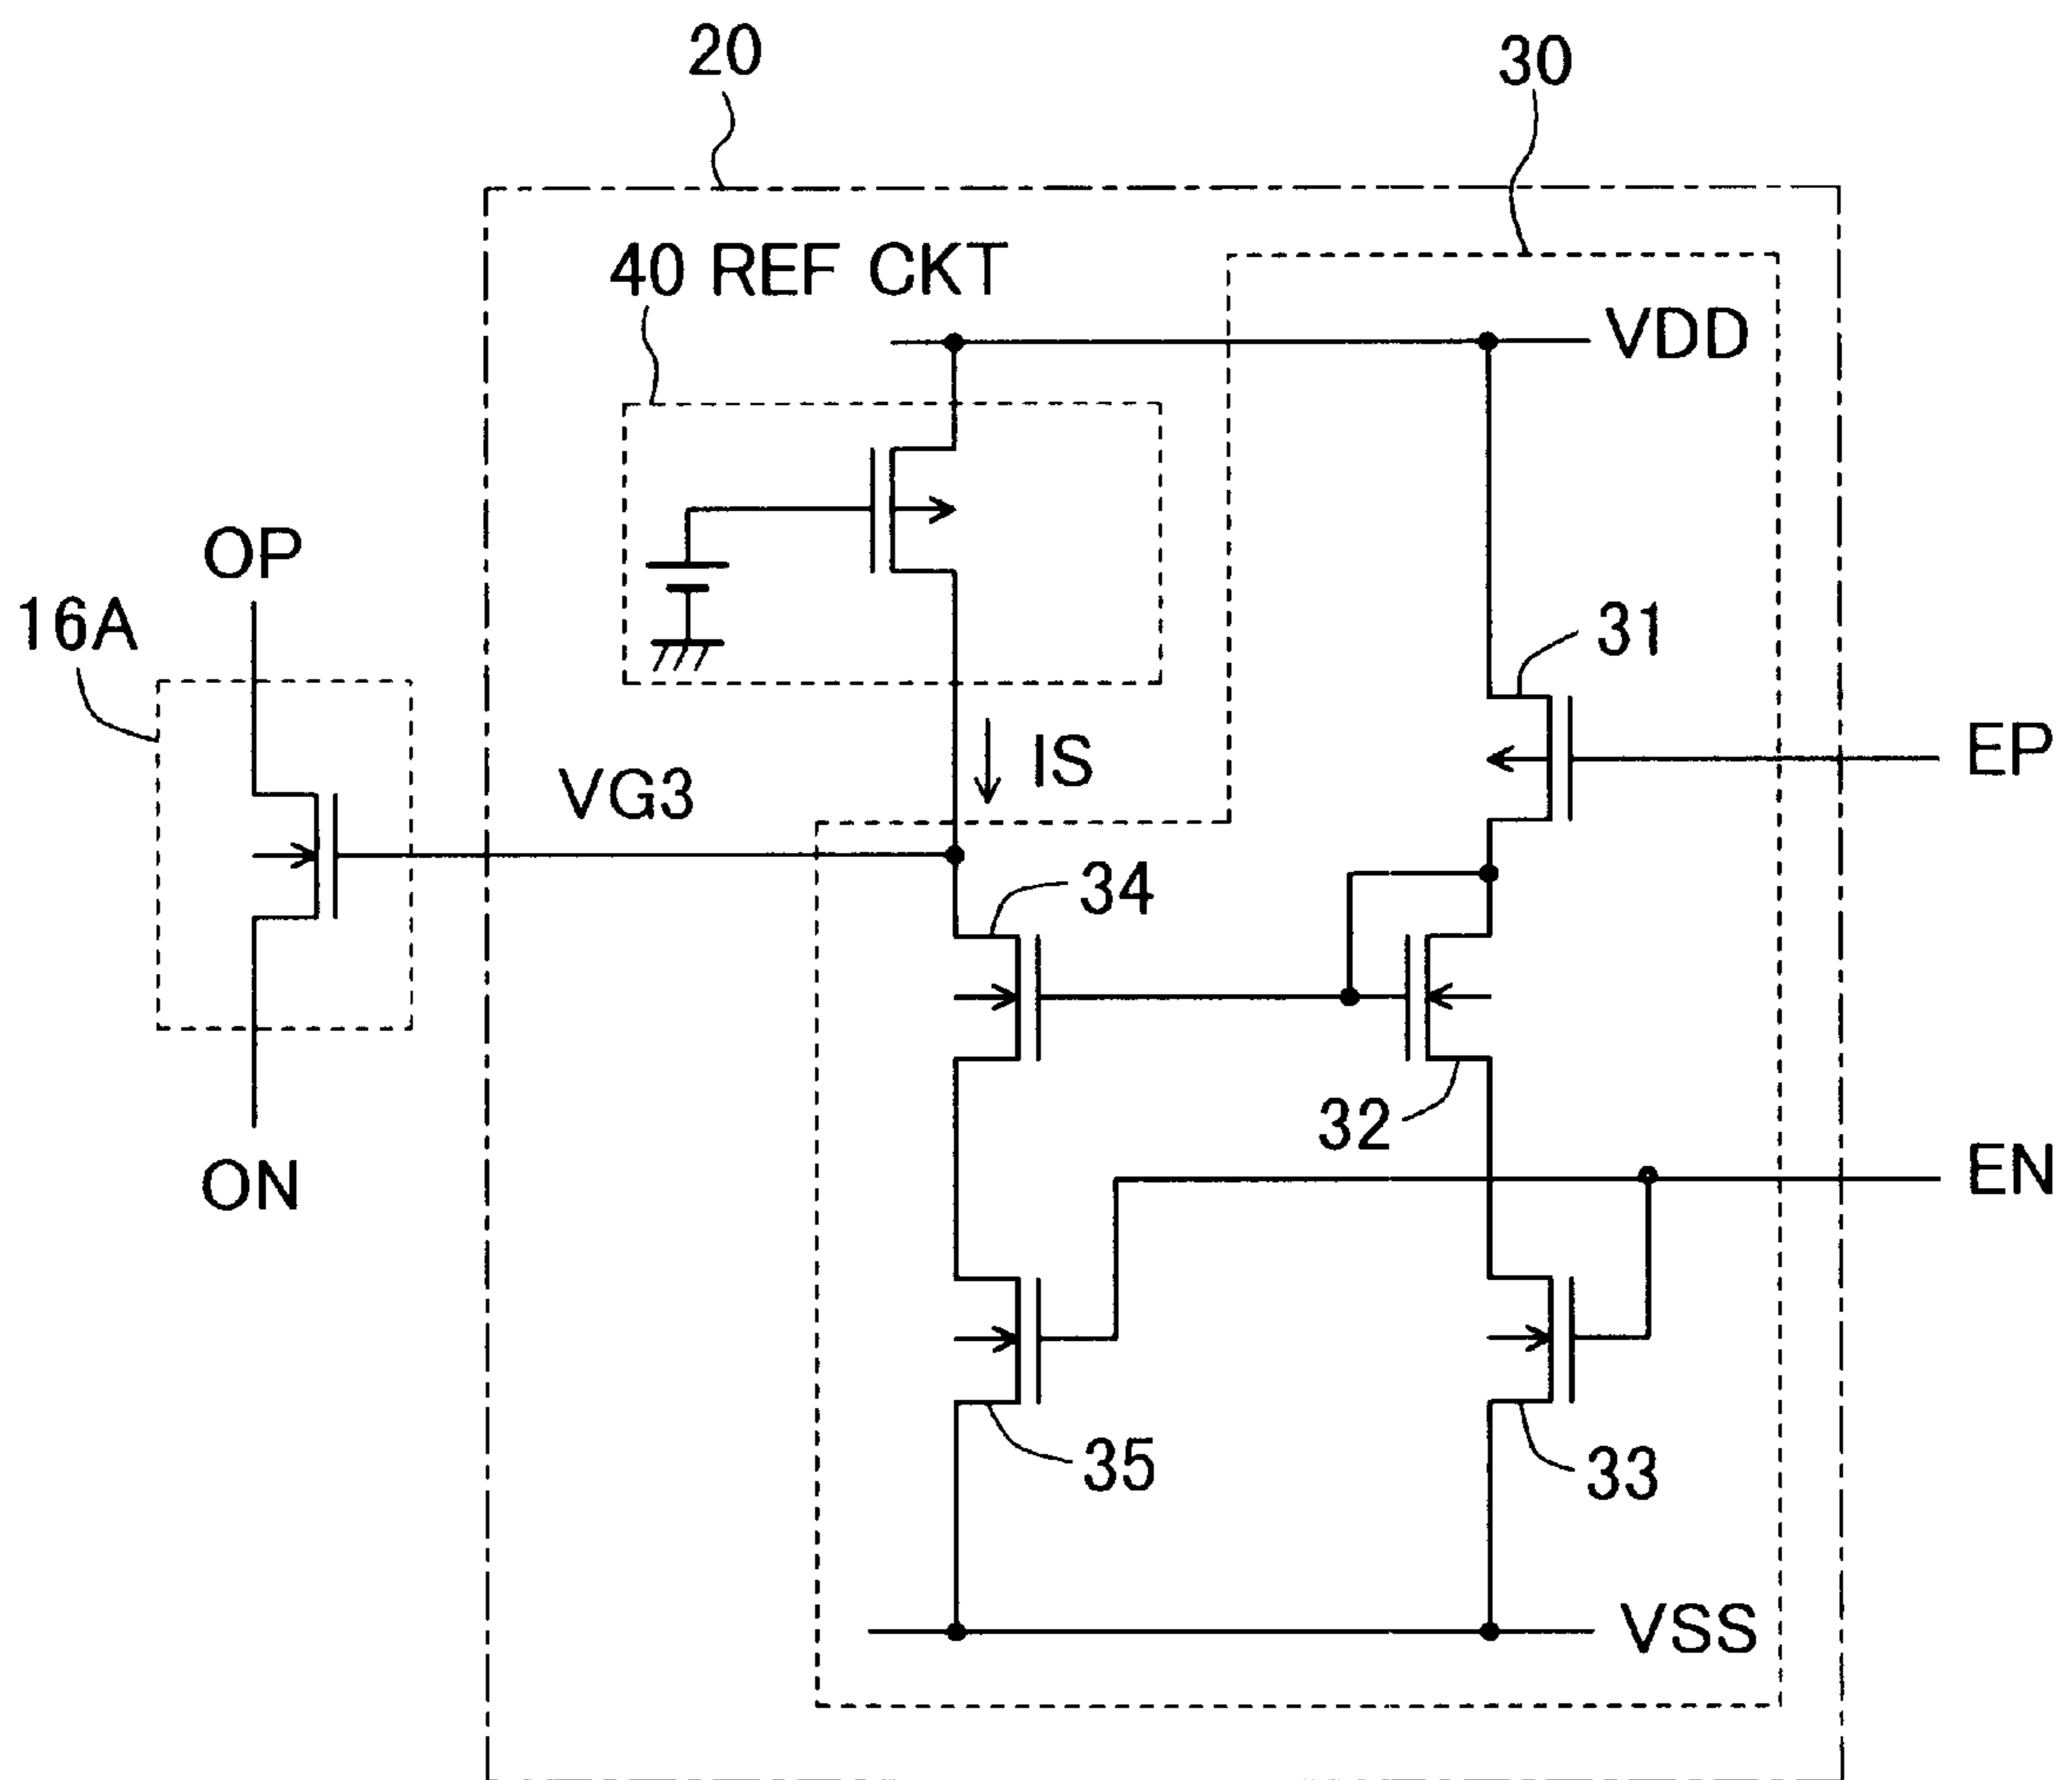 20
30
40 REF CKT
VDD
OP
16A
31
IS
EP
VG3
34
32
ON
EN
35
33
VSS